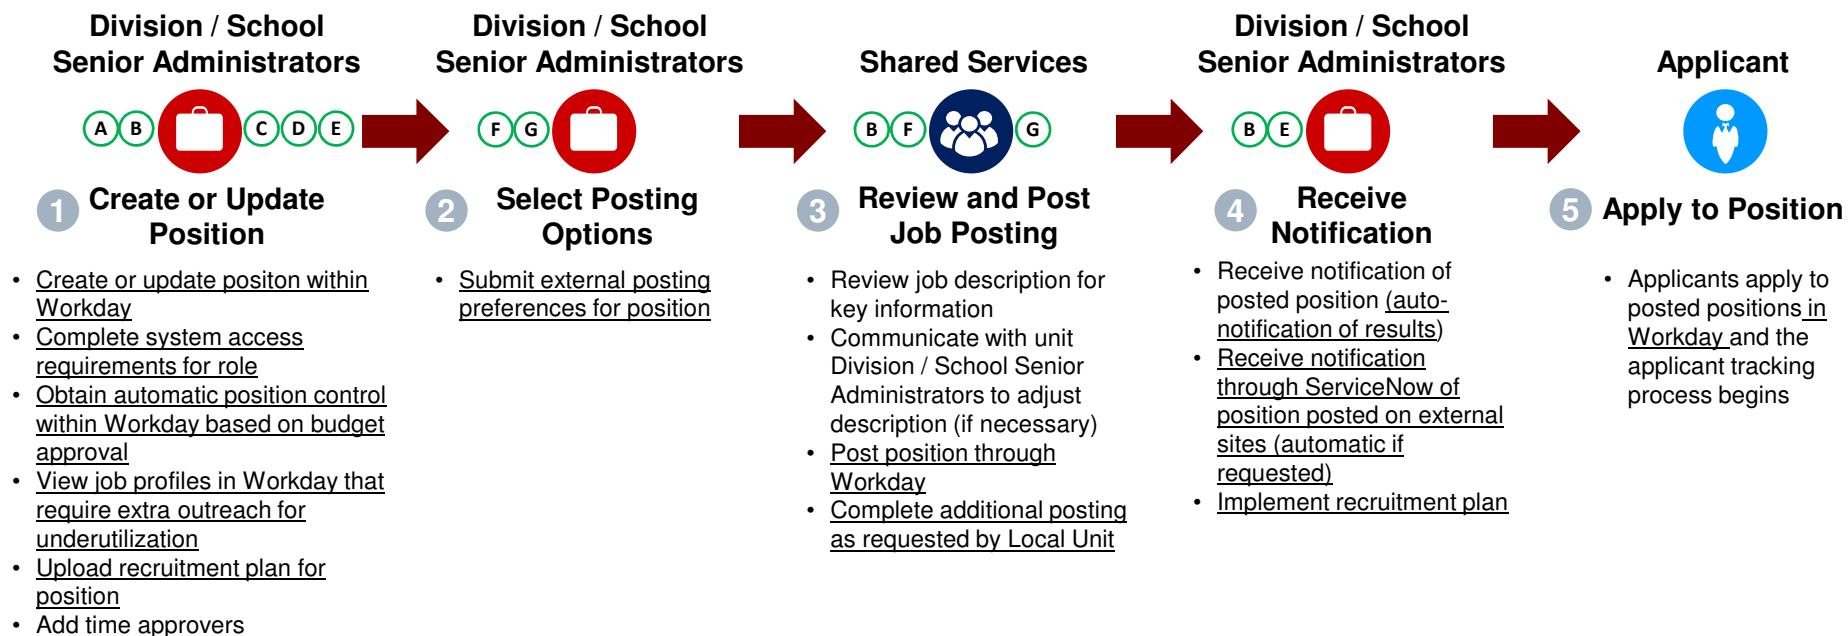 Division / School
Senior Administrators
A B C D E
1 Create or Update
Position
• Create or update positon within
Workday
• Complete system access
requirements for role
• Obtain automatic position control
within Workday based on budget
approval
• View job profiles in Workday that
require extra outreach for
underutilization
• Upload recruitment plan for
position
• Add time approvers
Division / School
Senior Administrators
F G
2 Select Posting
Options
• Submit external posting
preferences for position
Shared Services
B F G
3 Review and Post
Job Posting
• Review job description for
key information
• Communicate with unit
Division / School Senior
Administrators to adjust
description (if necessary)
• Post position through
Workday
• Complete additional posting
as requested by Local Unit
Division / School
Senior Administrators
B E
4 Receive
Notification
• Receive notification of
posted position (auto-
notification of results)
• Receive notification
through ServiceNow of
position posted on external
sites (automatic if
requested)
• Implement recruitment plan
Applicant
5 Apply to Position
• Applicants apply to
posted positions in
Workday and the
applicant tracking
process begins